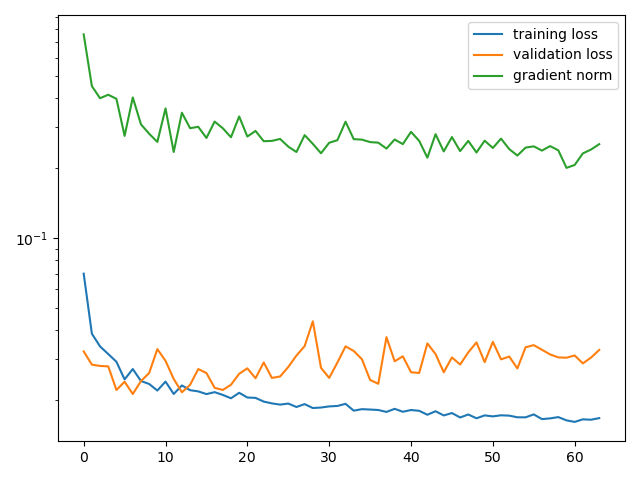 training loss
validation loss
gradient norm
10⁻¹
0 10 20 30 40 50 60